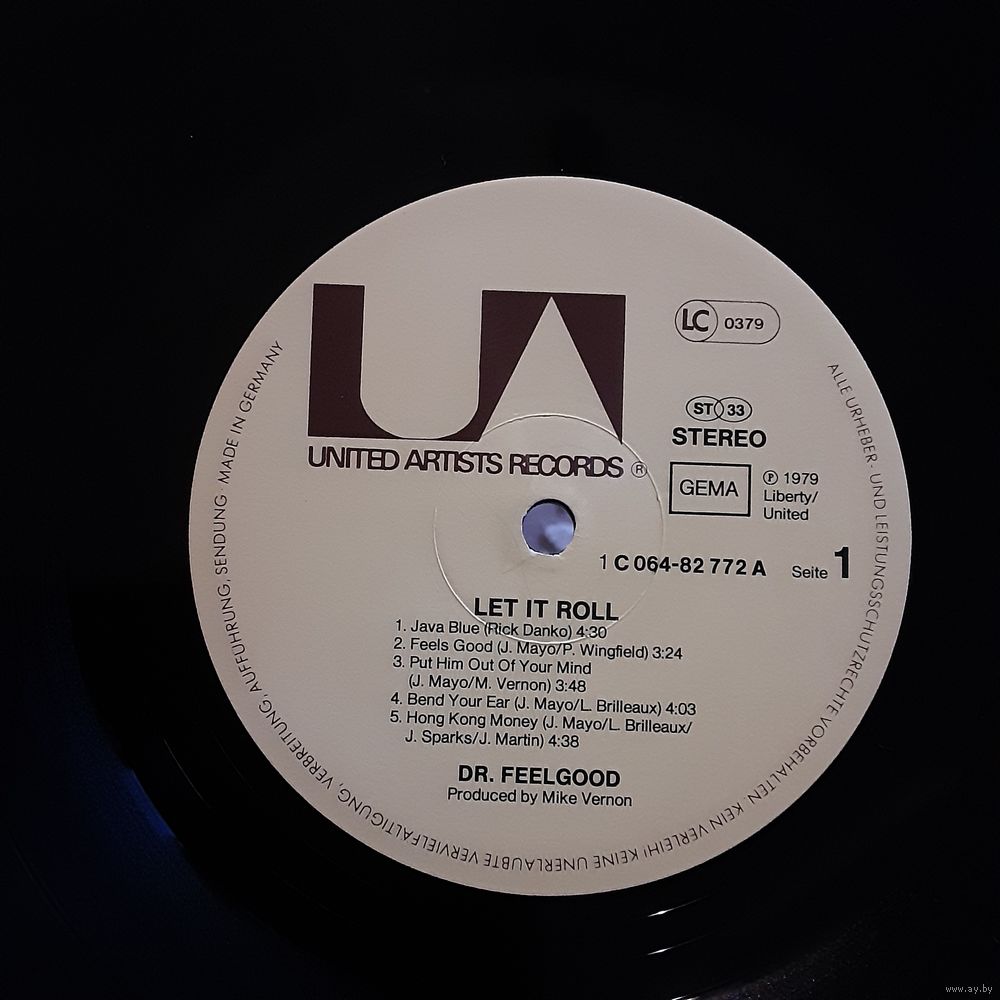 UA
UNITED ARTISTS RECORDS ®
LC 0379
ST 33
STEREO
GEMA
℗ 1979
Liberty/
United
1 C 064-82 772 A
Seite 1
LET IT ROLL
1. Java Blue (Rick Danko) 4:30
2. Feels Good (J. Mayo/P. Wingfield) 3:24
3. Put Him Out Of Your Mind
(J. Mayo/M. Vernon) 3:48
4. Bend Your Ear (J. Mayo/L. Brilleaux) 4:03
5. Hong Kong Money (J. Mayo/L. Brilleaux/
J. Sparks/J. Martin) 4:38
DR. FEELGOOD
Produced by Mike Vernon
ALLE URHEBER- UND LEISTUNGSSCHUTZRECHTE VORBEHALTEN. KEIN VERLEIH! KEINE UNERLAUBTE VERVIELFÄLTIGUNG, VERBREITUNG, AUFFÜHRUNG, SENDUNG MADE IN GERMANY
www.ay.by